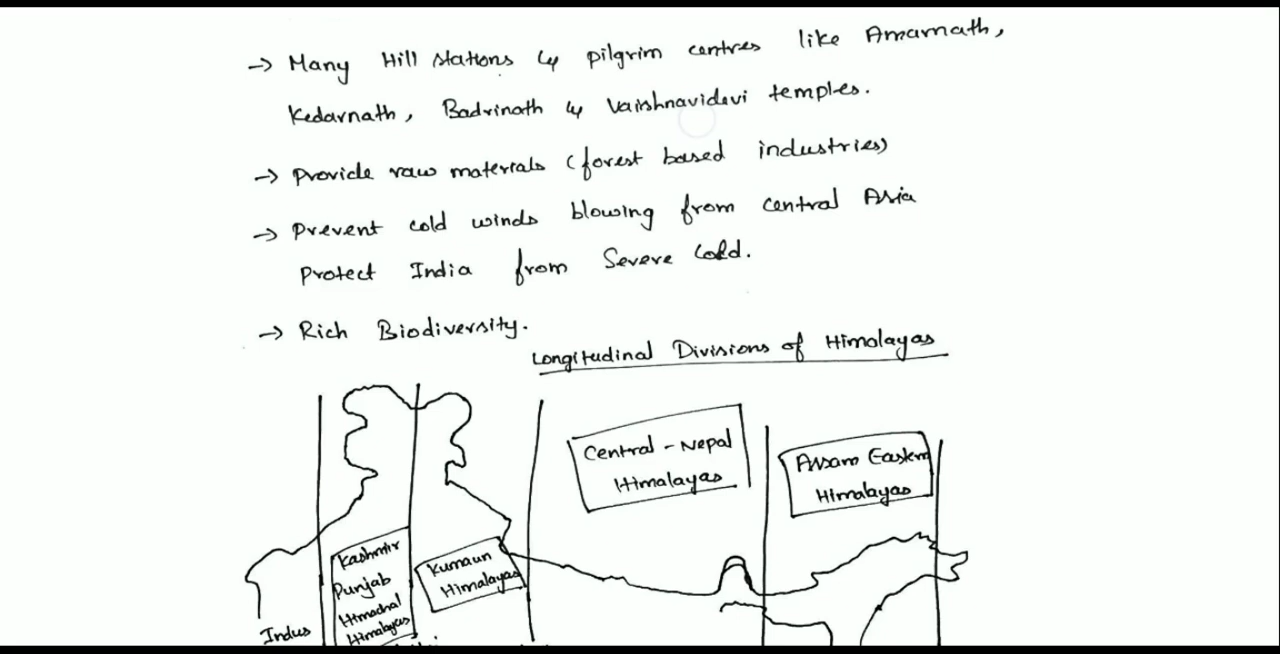 → Many Hill stations & pilgrim centres like Amarnath,
Kedarnath, Badrinath & Vaishnavidevi temples.
→ Provide raw materials (forest based industries)
→ Prevent cold winds blowing from central Asia
Protect India from Severe Cold.
→ Rich Biodiversity.
Longitudinal Divisions of Himalayas
Central - Nepal
Himalayas
Assam Eastern
Himalayas
Kashmir
Punjab
Himachal
Himalayas
Kumaun
Himalayas
Indus